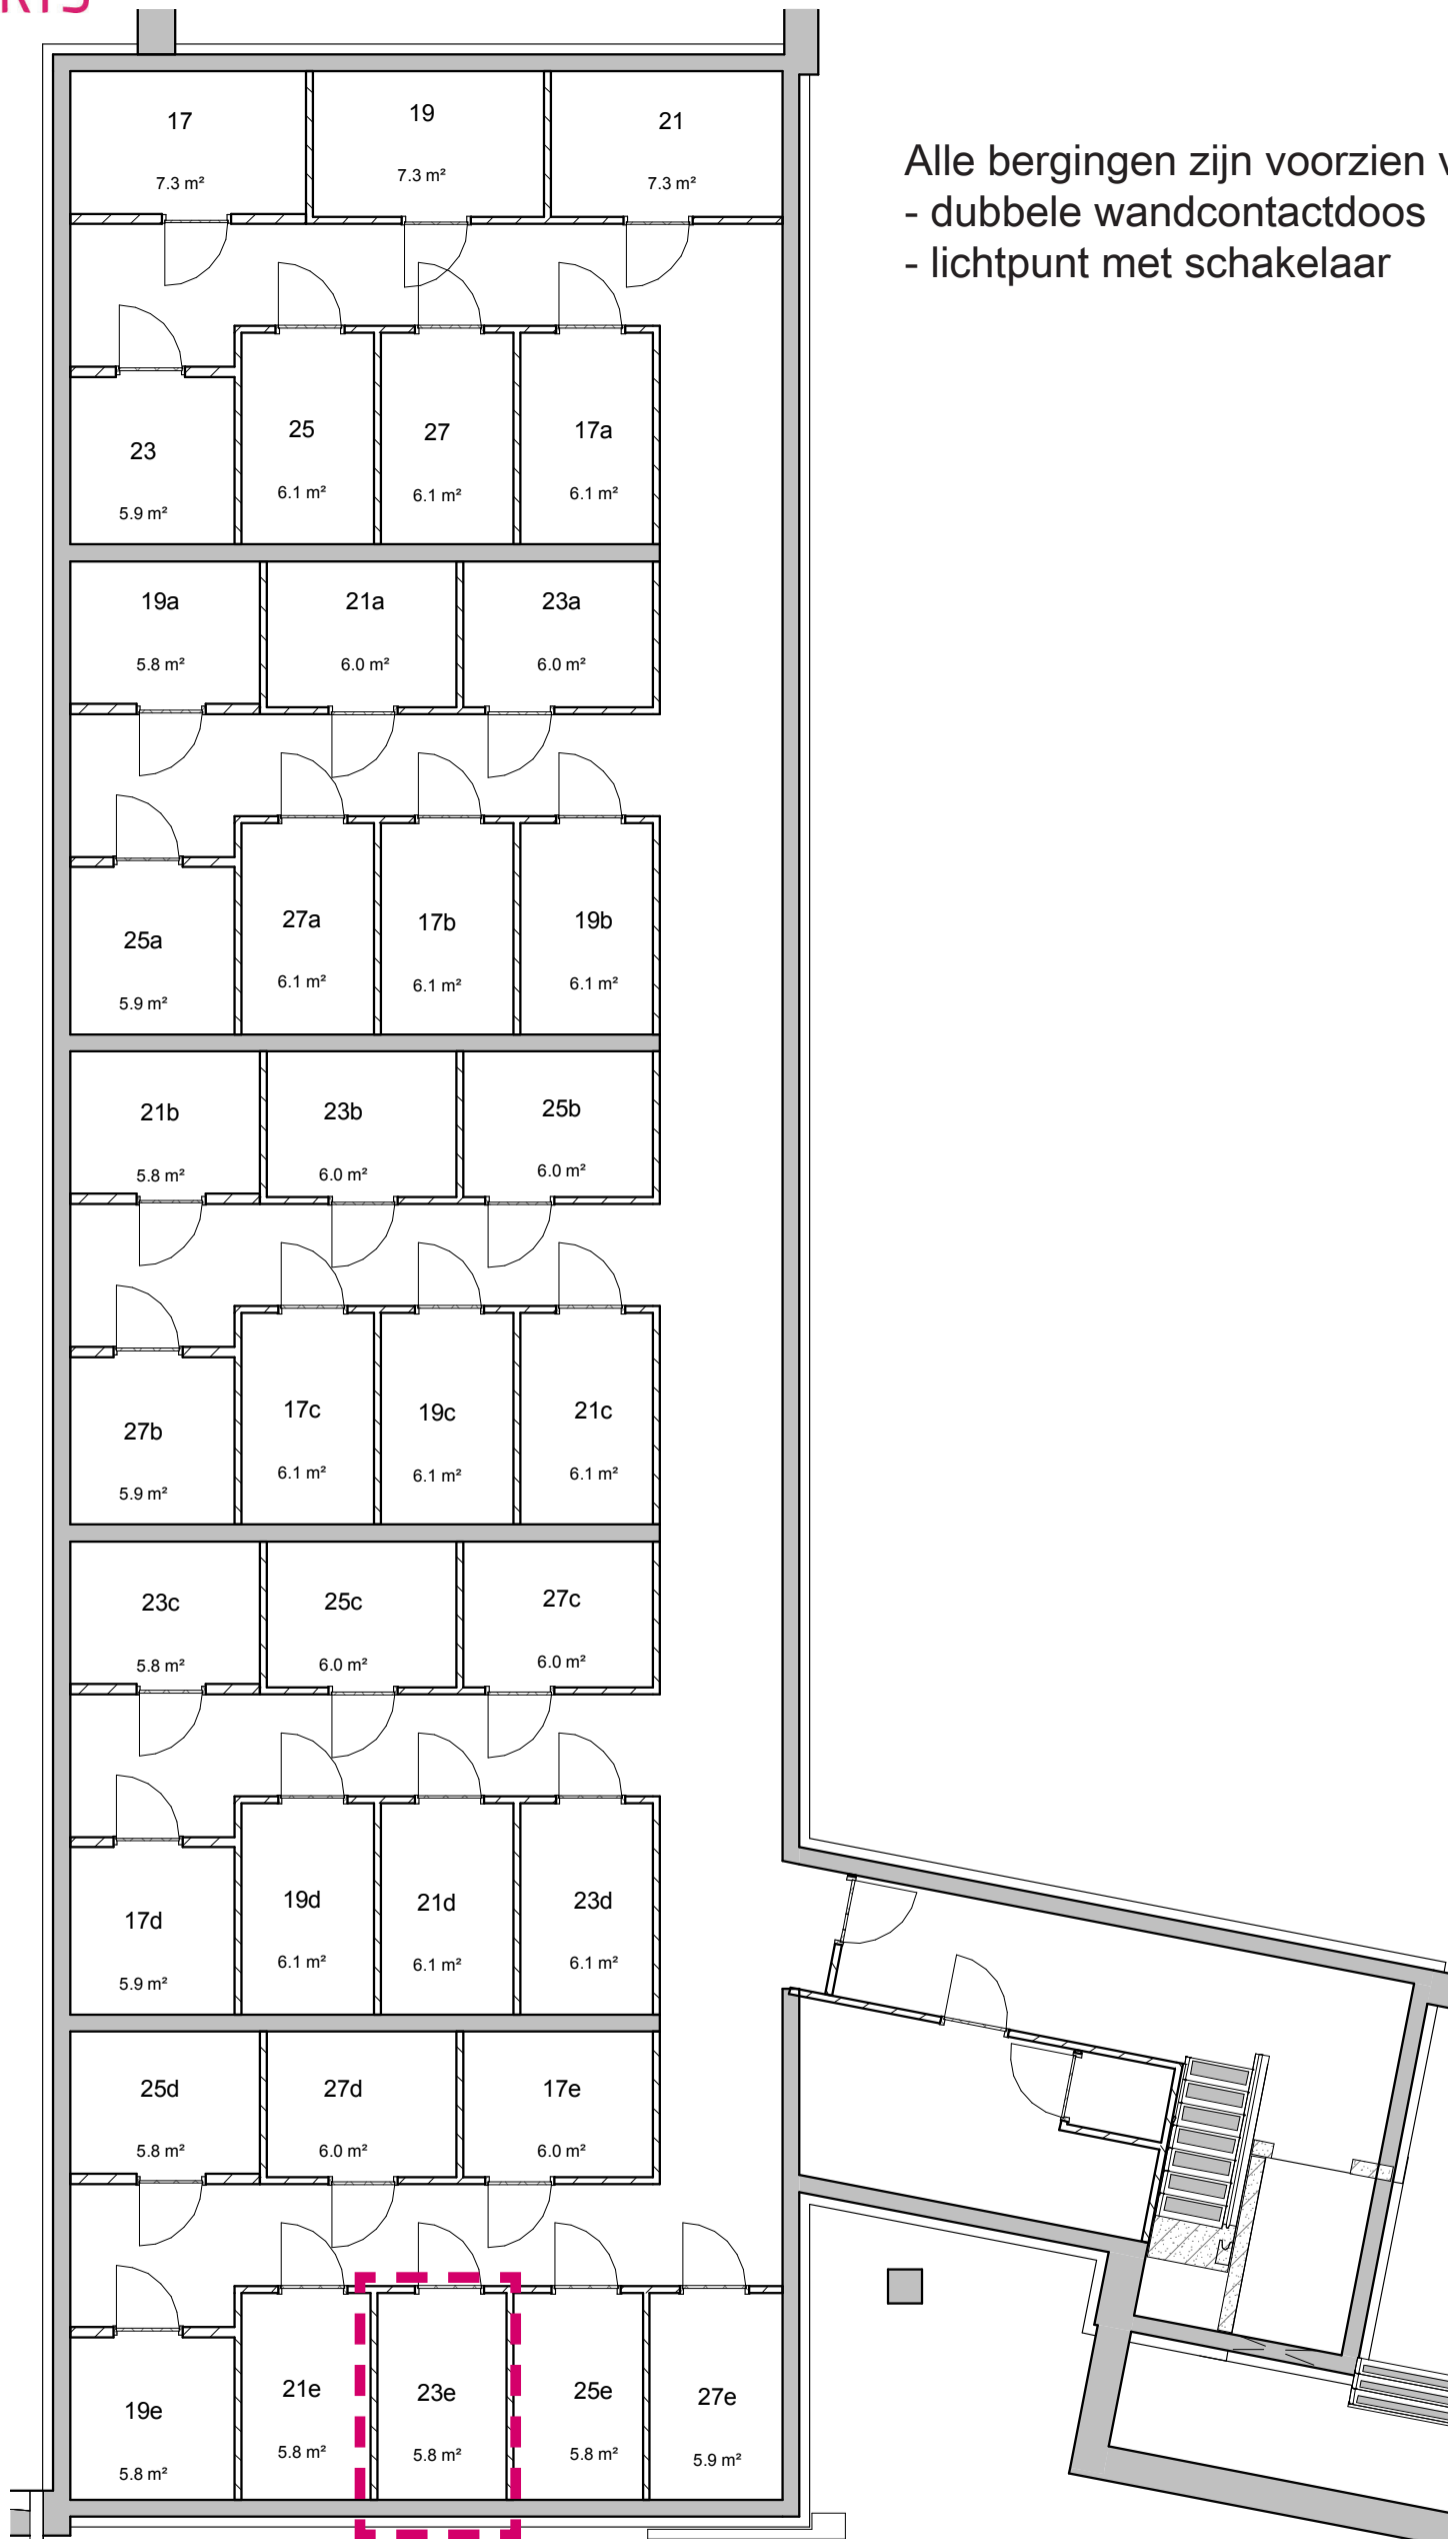 Alle bergingen zijn voorzien
- dubbele wandcontactdoos
- lichtpunt met schakelaar
17
7.3 m²
19
7.3 m²
21
7.3 m²
23
5.9 m²
25
6.1 m²
27
6.1 m²
17a
6.1 m²
19a
5.8 m²
21a
6.0 m²
23a
6.0 m²
25a
5.9 m²
27a
6.1 m²
17b
6.1 m²
19b
6.1 m²
21b
5.8 m²
23b
6.0 m²
25b
6.0 m²
27b
5.9 m²
17c
6.1 m²
19c
6.1 m²
21c
6.1 m²
23c
5.8 m²
25c
6.0 m²
27c
6.0 m²
17d
5.9 m²
19d
6.1 m²
21d
6.1 m²
23d
6.1 m²
25d
5.8 m²
27d
6.0 m²
17e
6.0 m²
19e
5.8 m²
21e
5.8 m²
23e
5.8 m²
25e
5.8 m²
27e
5.9 m²